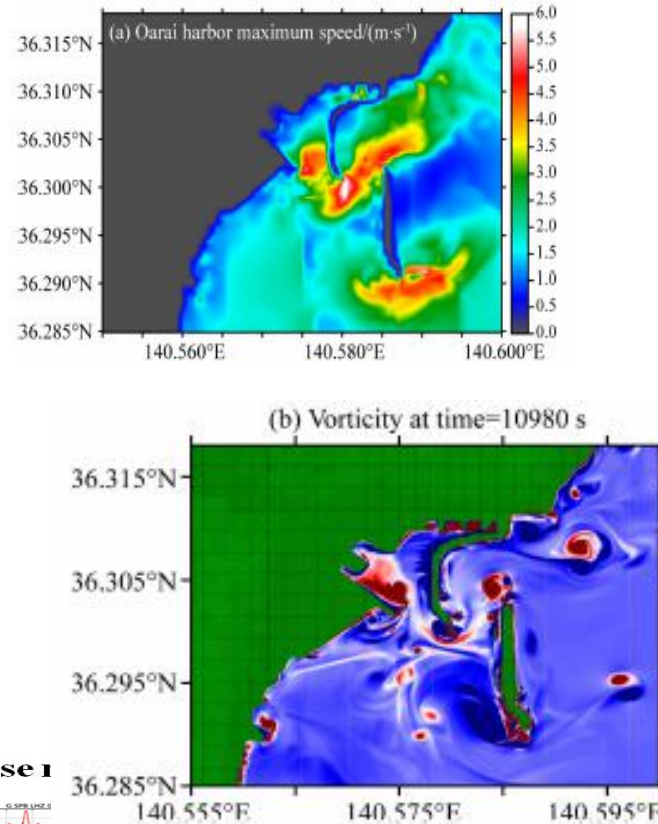 (a) Oarai harbor maximum speed/(m·s⁻¹)
6.0
5.5
5.0
4.5
4.0
3.5
3.0
2.5
2.0
1.5
1.0
0.5
0.0
36.315°N
36.310°N
36.305°N
36.300°N
36.295°N
36.290°N
36.285°N
140.560°E 140.580°E 140.600°E
(b) Vorticity at time=10980 s
36.315°N
36.305°N
36.295°N
36.285°N
140.555°E 140.575°E 140.595°E